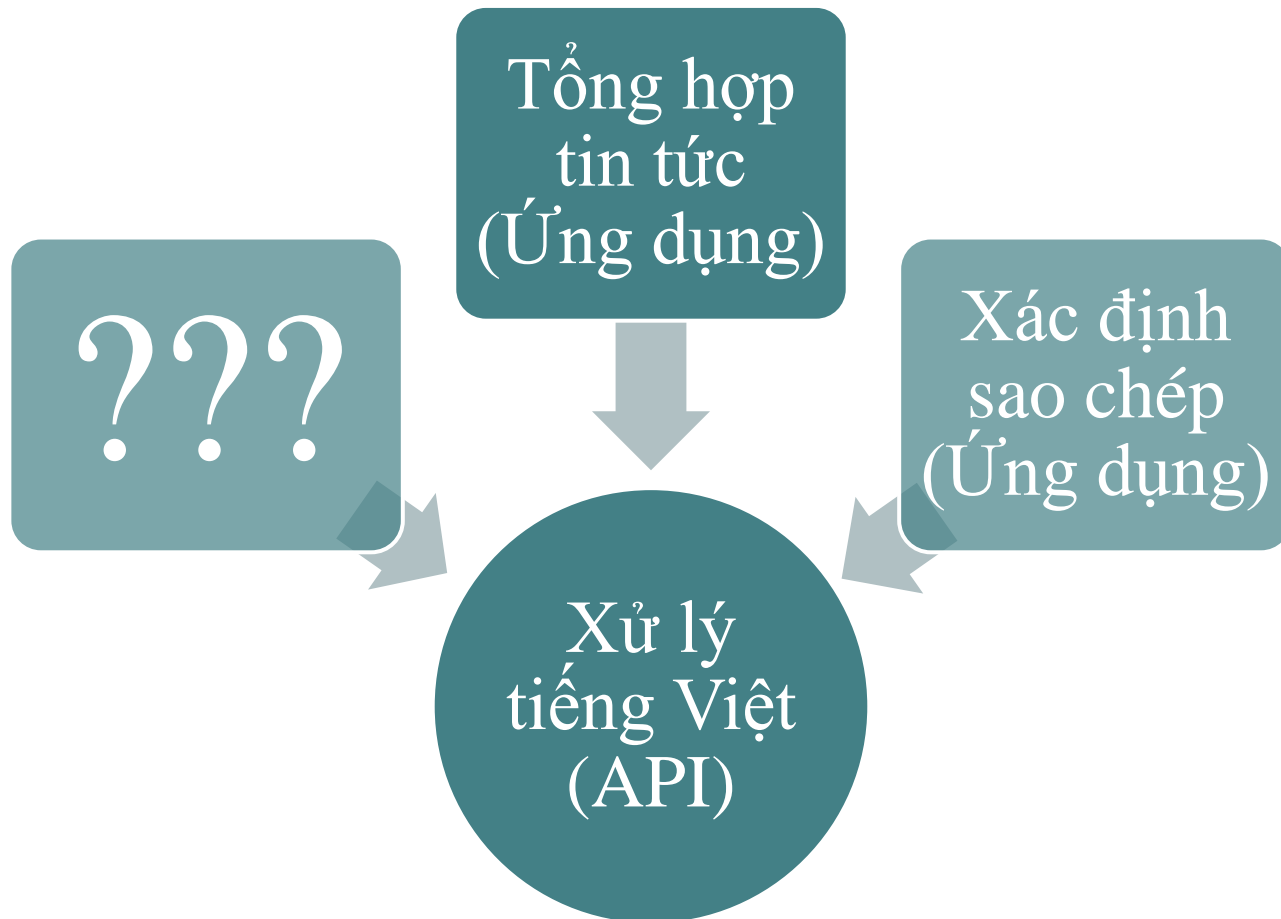 Tổng hợp
tin tức
(Ứng dụng)
???
Xác định
sao chép
(Ứng dụng)
Xử lý
tiếng Việt
(API)